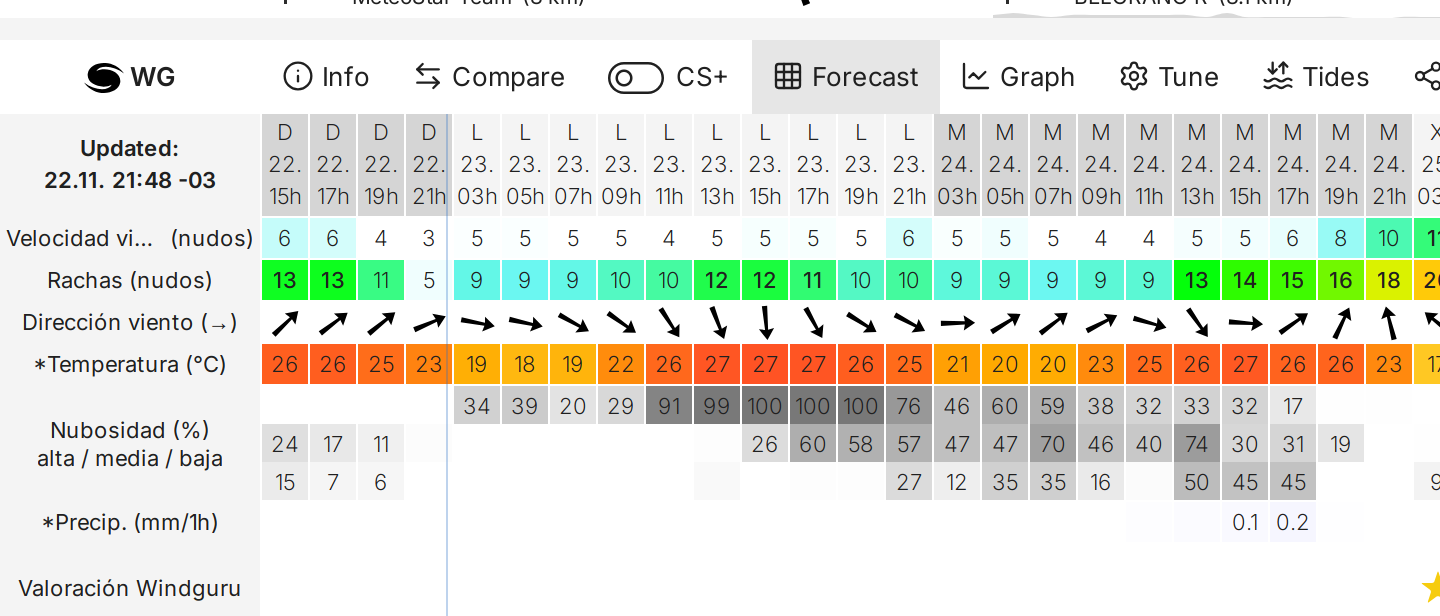 WG Info Compare CS+ Forecast Graph Tune Tides
Updated:
22.11. 21:48 -03
D D D D L L L L L L L L L L M M M M M M M M M M X
22. 22. 22. 22. 23. 23. 23. 23. 23. 23. 23. 23. 23. 23. 24. 24. 24. 24. 24. 24. 24. 24. 24. 24.
15h 17h 19h 21h 03h 05h 07h 09h 11h 13h 15h 17h 19h 21h 03h 05h 07h 09h 11h 13h 15h 17h 19h 21h
Velocidad vi... (nudos) 6 6 4 3 5 5 5 5 4 5 5 5 5 6 5 5 5 4 4 5 5 6 8 10
Rachas (nudos) 13 13 11 5 9 9 9 10 10 12 12 11 10 10 9 9 9 9 9 13 14 15 16 18
Dirección viento (→)
*Temperatura (°C) 26 26 25 23 19 18 19 22 26 27 27 27 26 25 21 20 20 23 25 26 27 26 26 23
34 39 20 29 91 99 100 100 100 76 46 60 59 38 32 33 32 17
Nubosidad (%)
24 17 11 26 60 58 57 47 47 70 46 40 74 30 31 19
alta / media / baja
15 7 6 27 12 35 35 16 50 45 45 9
*Precip. (mm/1h) 0.1 0.2
Valoración Windguru